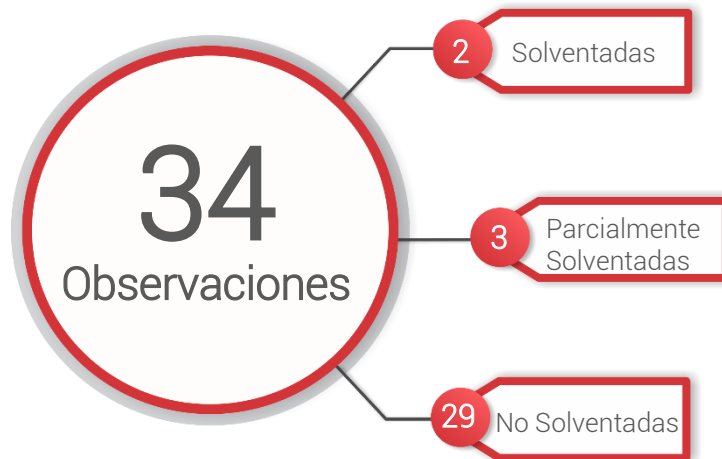 34
Observaciones
2
Solventadas
3
Parcialmente
Solventadas
29
No Solventadas